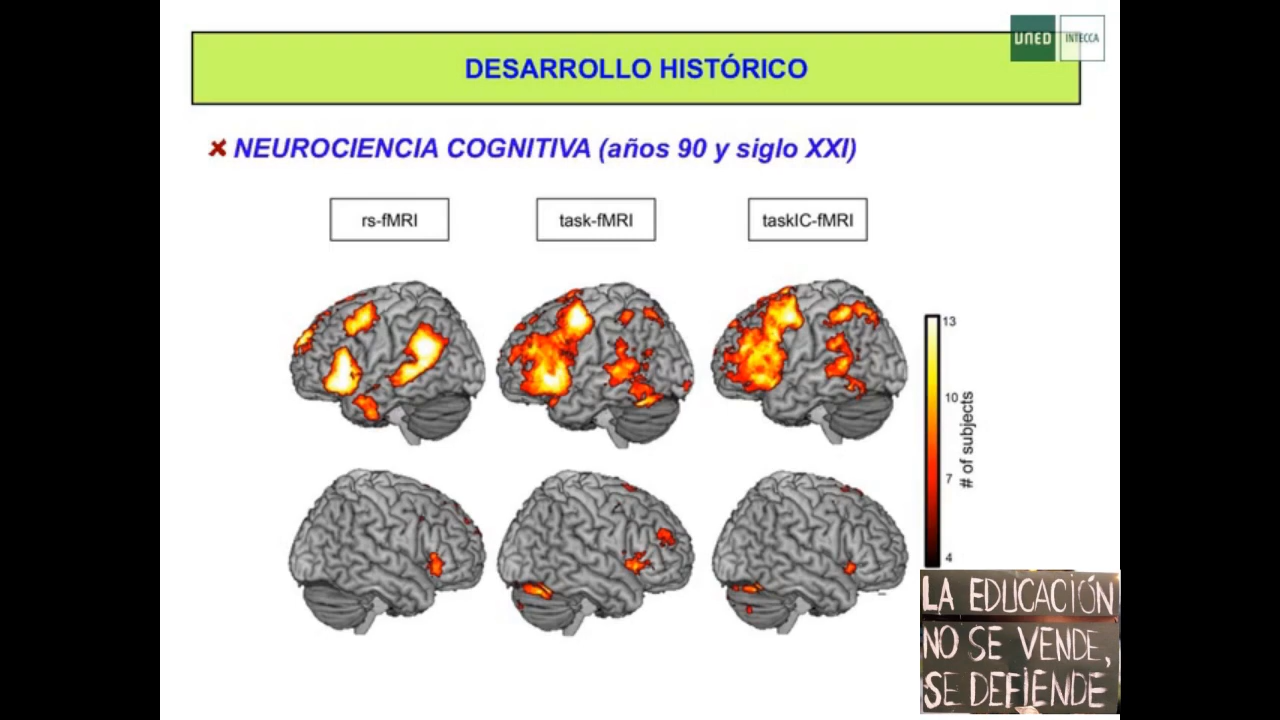 UNED
INTECCA
DESARROLLO HISTÓRICO
NEUROCIENCIA COGNITIVA (años 90 y siglo XXI)
rs-fMRI
task-fMRI
taskIC-fMRI
13
10
7
4
# of subjects
LA EDUCACIÓN
NO SE VENDE,
SE DEFIENDE